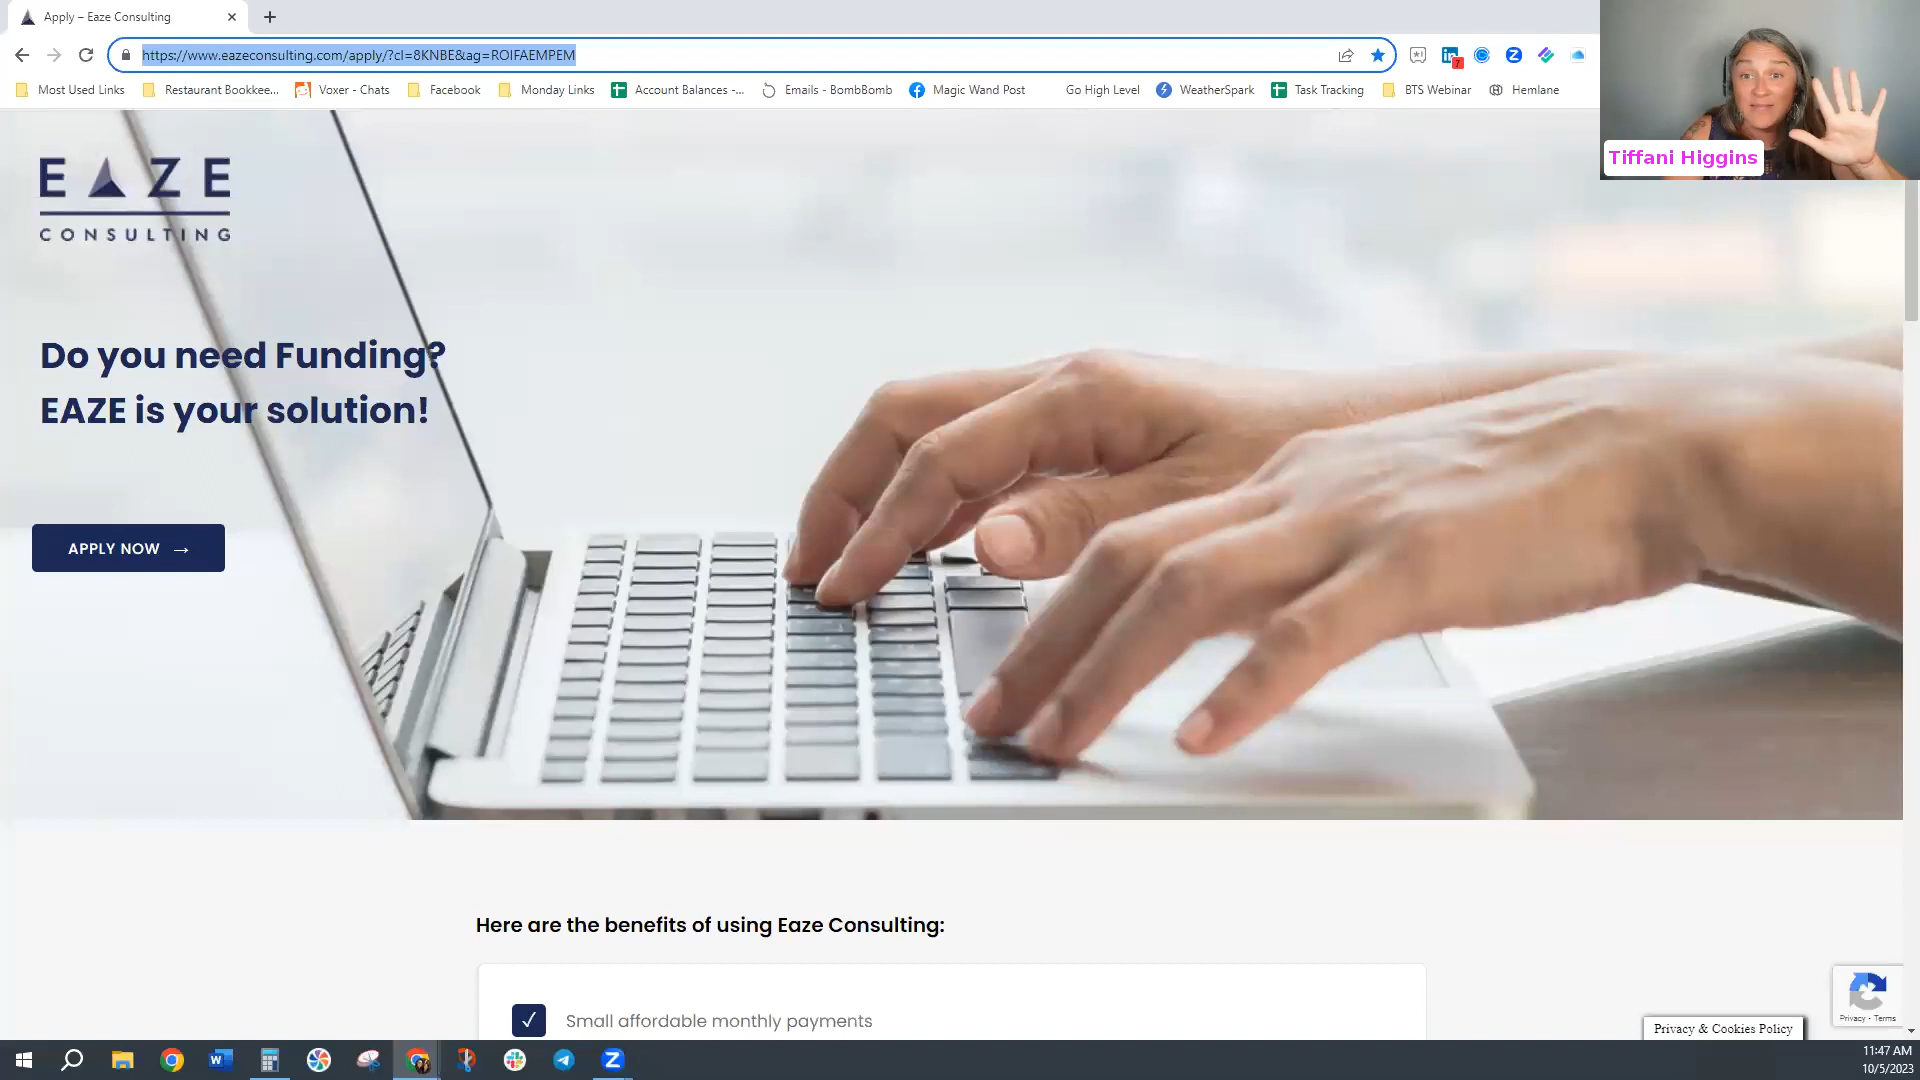 Apply – Eaze Consulting
https://www.eazeconsulting.com/apply/?cl=8KNBE&ag=ROIFAEMPEM
7
Most Used Links
Restaurant Bookkee...
Voxer - Chats
Facebook
Monday Links
Account Balances -...
Emails - BombBomb
Magic Wand Post
Go High Level
WeatherSpark
Task Tracking
BTS Webinar
Hemlane
Tiffani Higgins
EAZE
CONSULTING
Do you need Funding?
EAZE is your solution!
APPLY NOW →
Here are the benefits of using Eaze Consulting:
Small affordable monthly payments
Privacy - Terms
Privacy & Cookies Policy
11:47 AM
10/5/2023